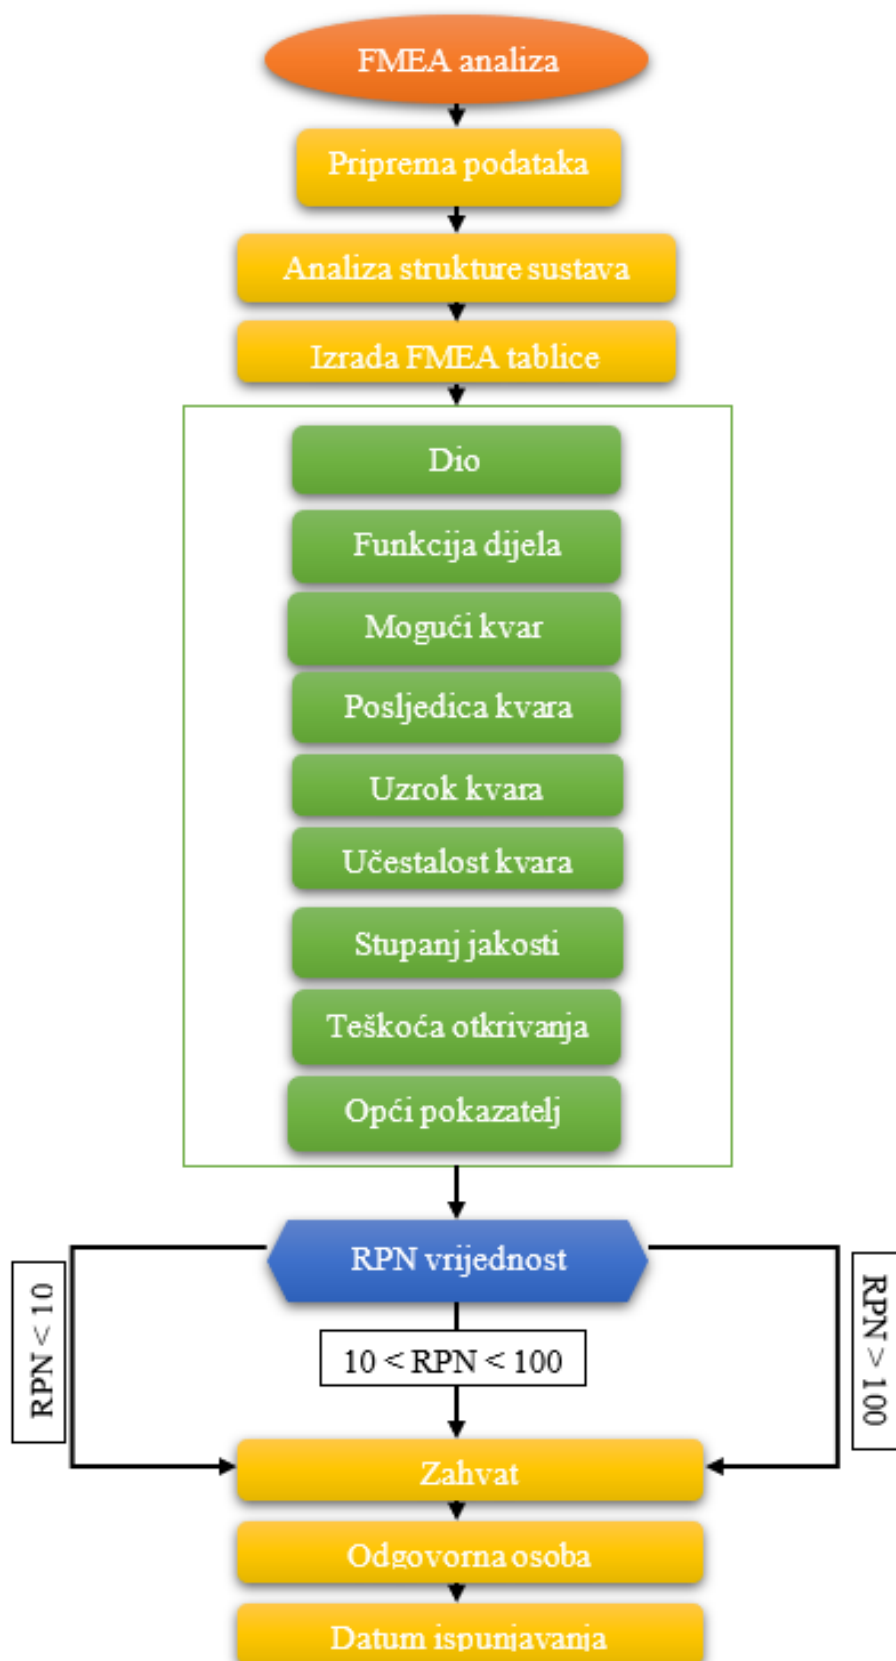 FMEA analiza
Priprema podataka
Analiza strukture sustava
Izrada FMEA tablice
Dio
Funkcija dijela
Mogući kvar
Posljedica kvara
Uzrok kvara
Učestalost kvara
Stupanj jakosti
Teškoća otkrivanja
Opći pokazatelj
RPN vrijednost
RPN < 10
10 < RPN < 100
RPN > 100
Zahvat
Odgovorna osoba
Datum ispunjavanja